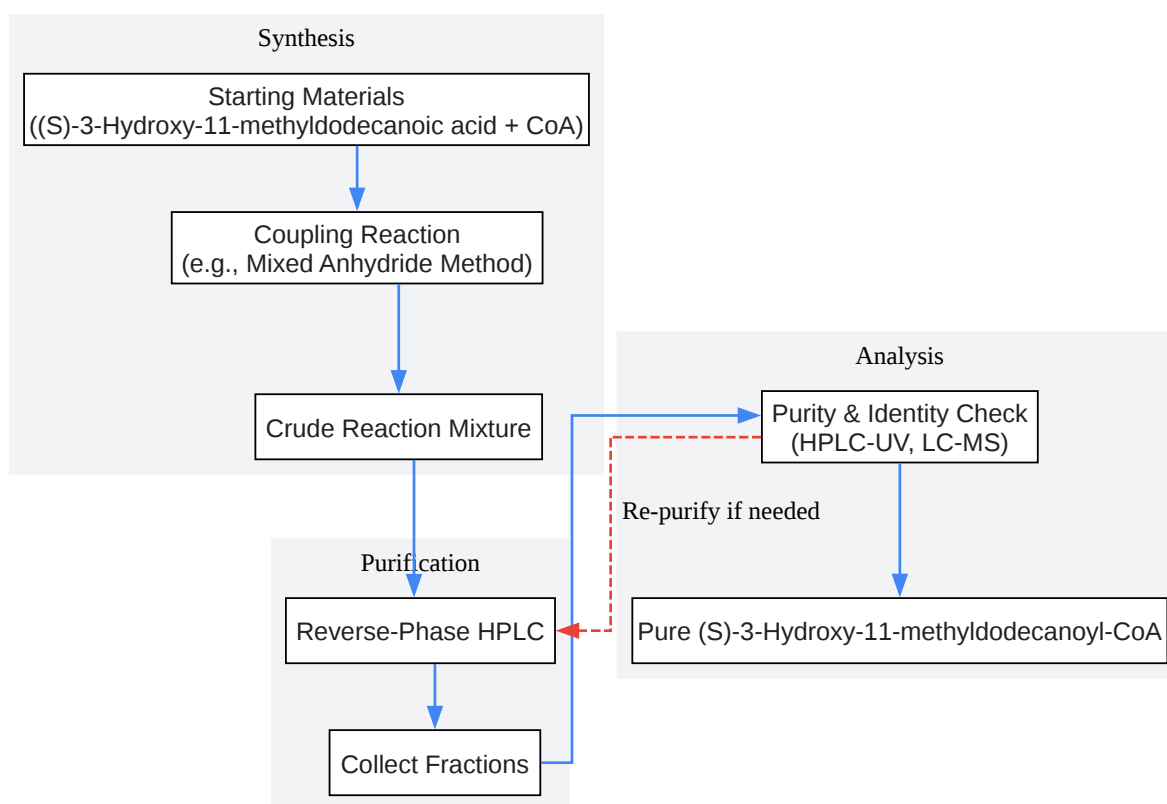 Synthesis
Starting Materials
((S)-3-Hydroxy-11-methyldodecanoic acid + CoA)
Coupling Reaction
(e.g., Mixed Anhydride Method)
Crude Reaction Mixture
Purification
Reverse-Phase HPLC
Collect Fractions
Analysis
Purity & Identity Check
(HPLC-UV, LC-MS)
Re-purify if needed
Pure (S)-3-Hydroxy-11-methyldodecanoyl-CoA